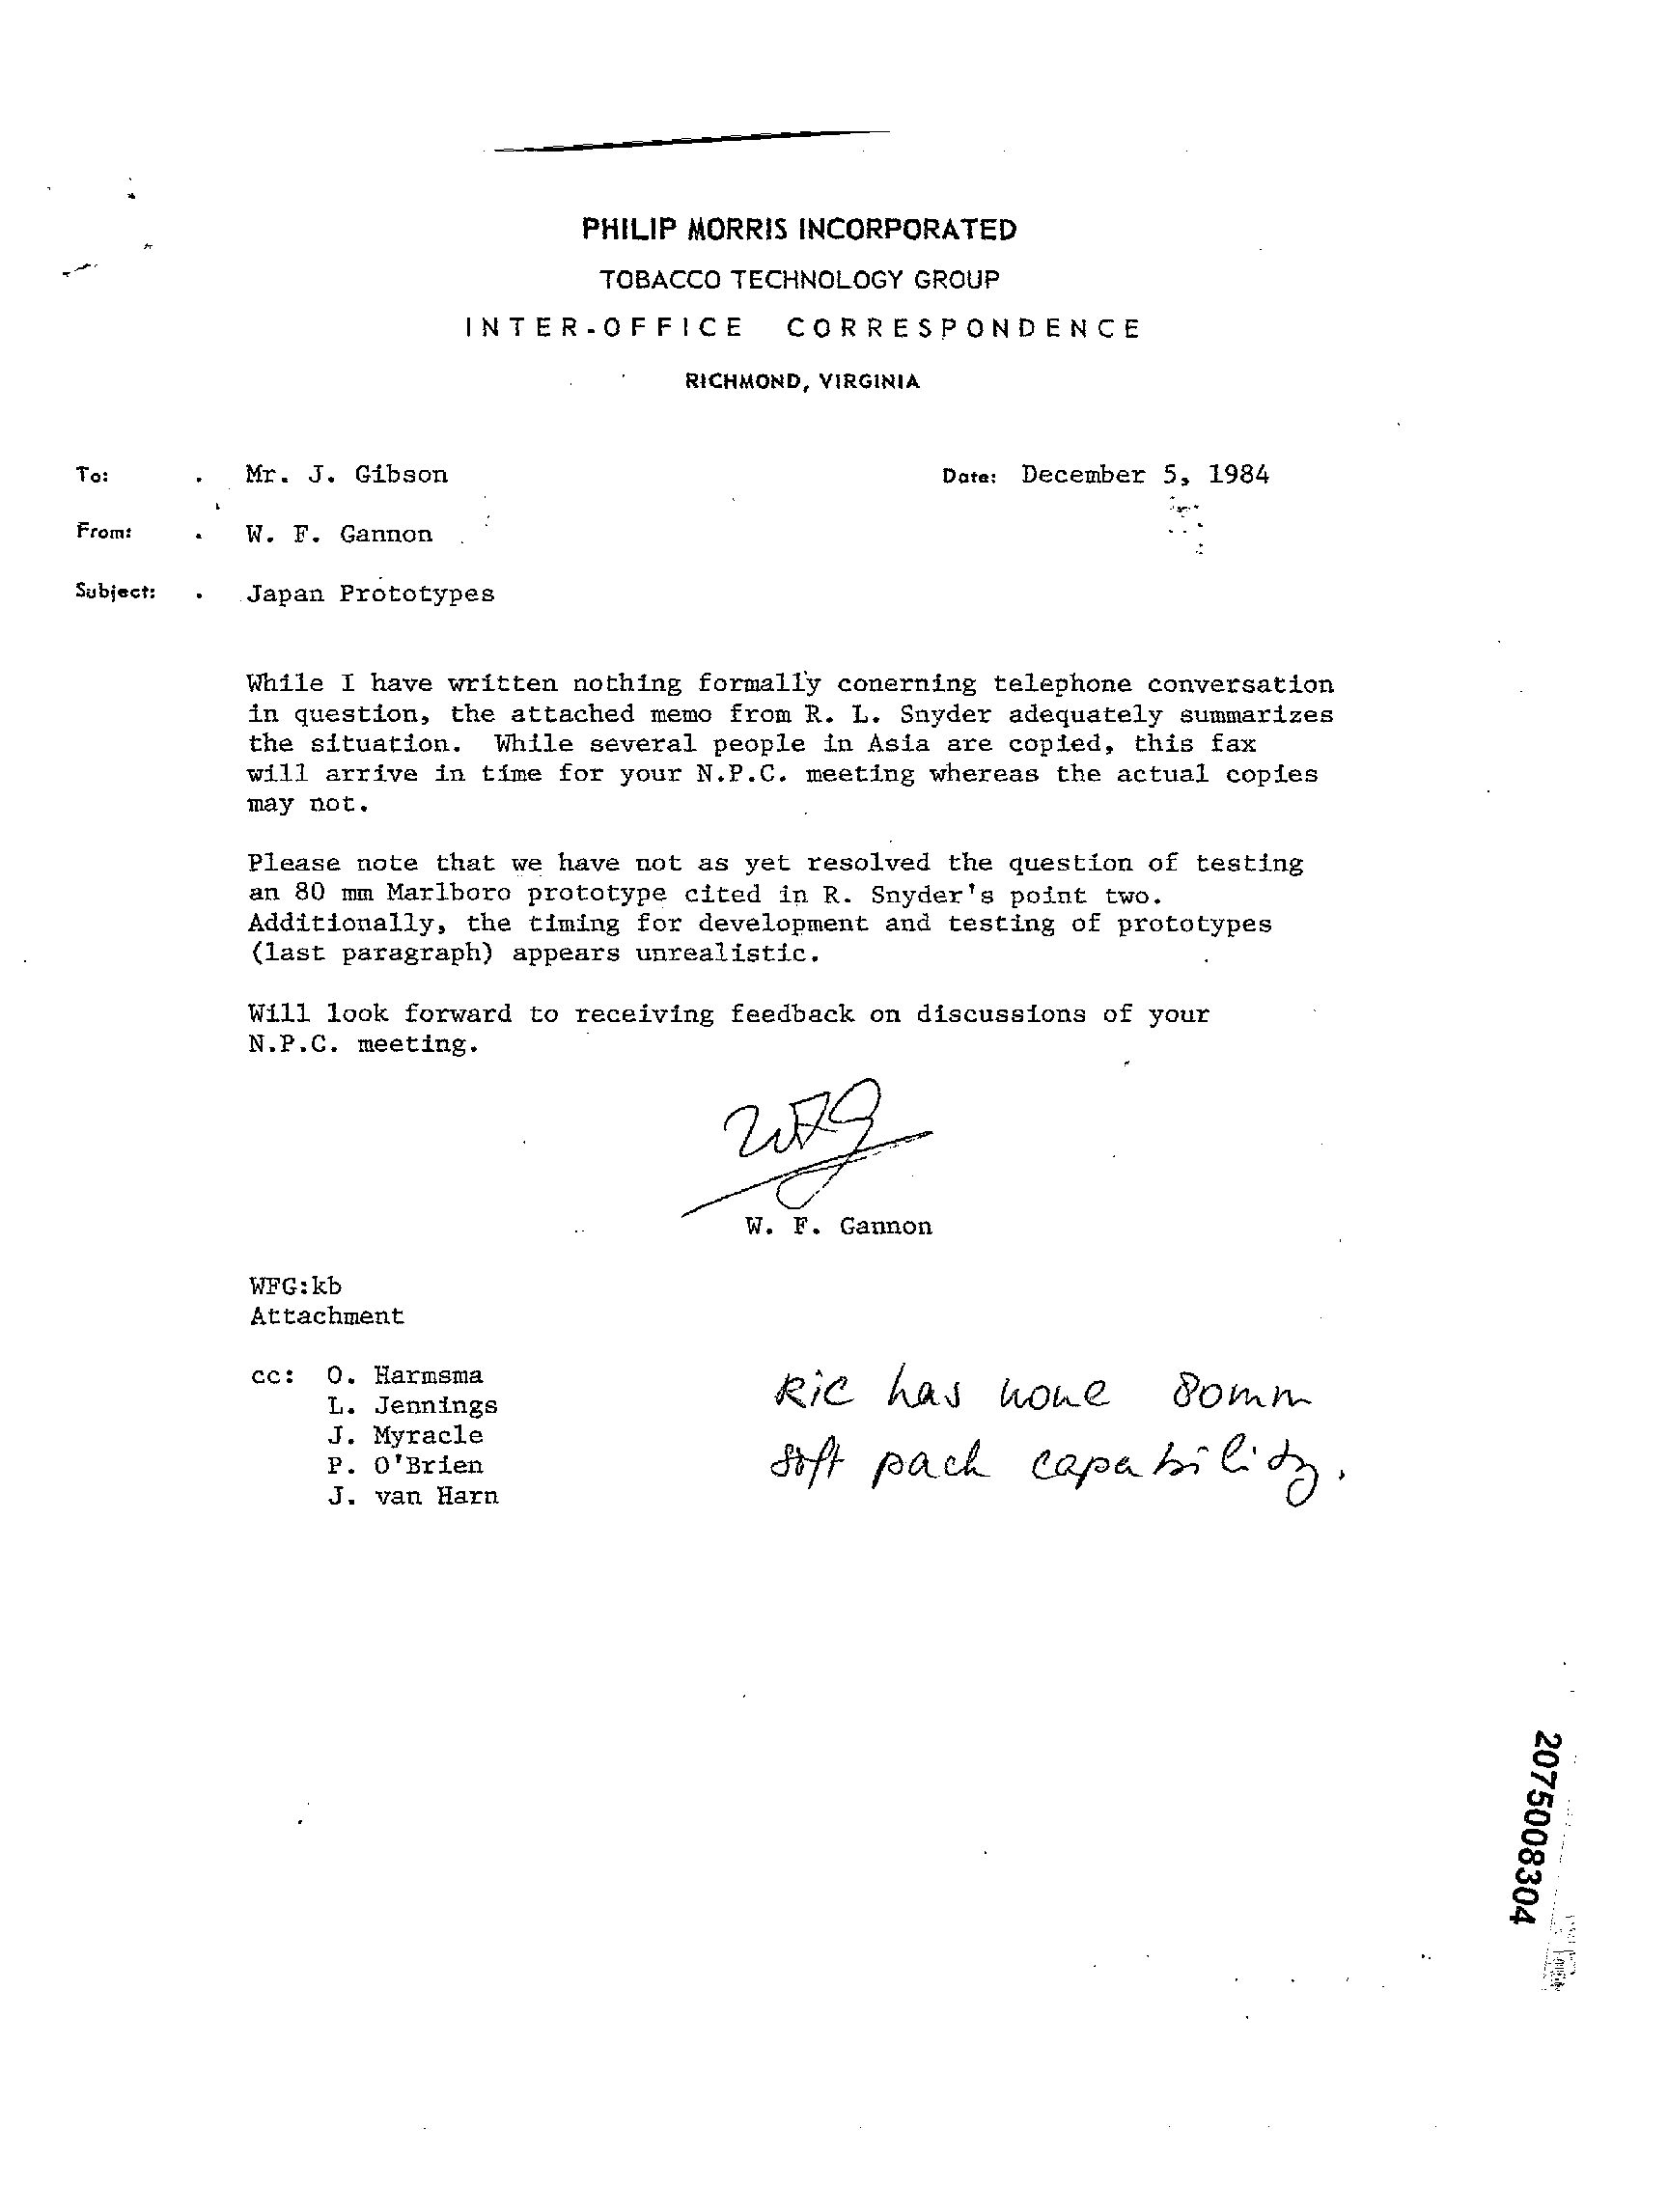 PHILIP MORRIS INCORPORATED
TOBACCO TECHNOLOGY GROUP
INTER-OFFICE CORRESPONDENCE
RICHMOND, VIRGINIA
To: . Mr. J. Gibson Date: December 5, 1984
From: . W. F. Gannon
Subject: . Japan Prototypes
While I have written nothing formally conerning telephone conversation
in question, the attached memo from R. L. Snyder adequately summarizes
the situation. While several people in Asia are copied, this fax
will arrive in time for your N.P.C. meeting whereas the actual copies
may not.
Please note that we have not as yet resolved the question of testing
an 80 mm Marlboro prototype cited in R. Snyder's point two.
Additionally, the timing for development and testing of prototypes
(last paragraph) appears unrealistic.
Will look forward to receiving feedback on discussions of your
N.P.C. meeting.
WFG
W. F. Gannon
WFG:kb
Attachment
cc: O. Harmsma
L. Jennings
J. Myracle
P. O'Brien
J. van Harn
Ric has none 80mm
soft pack capability.
2075008304